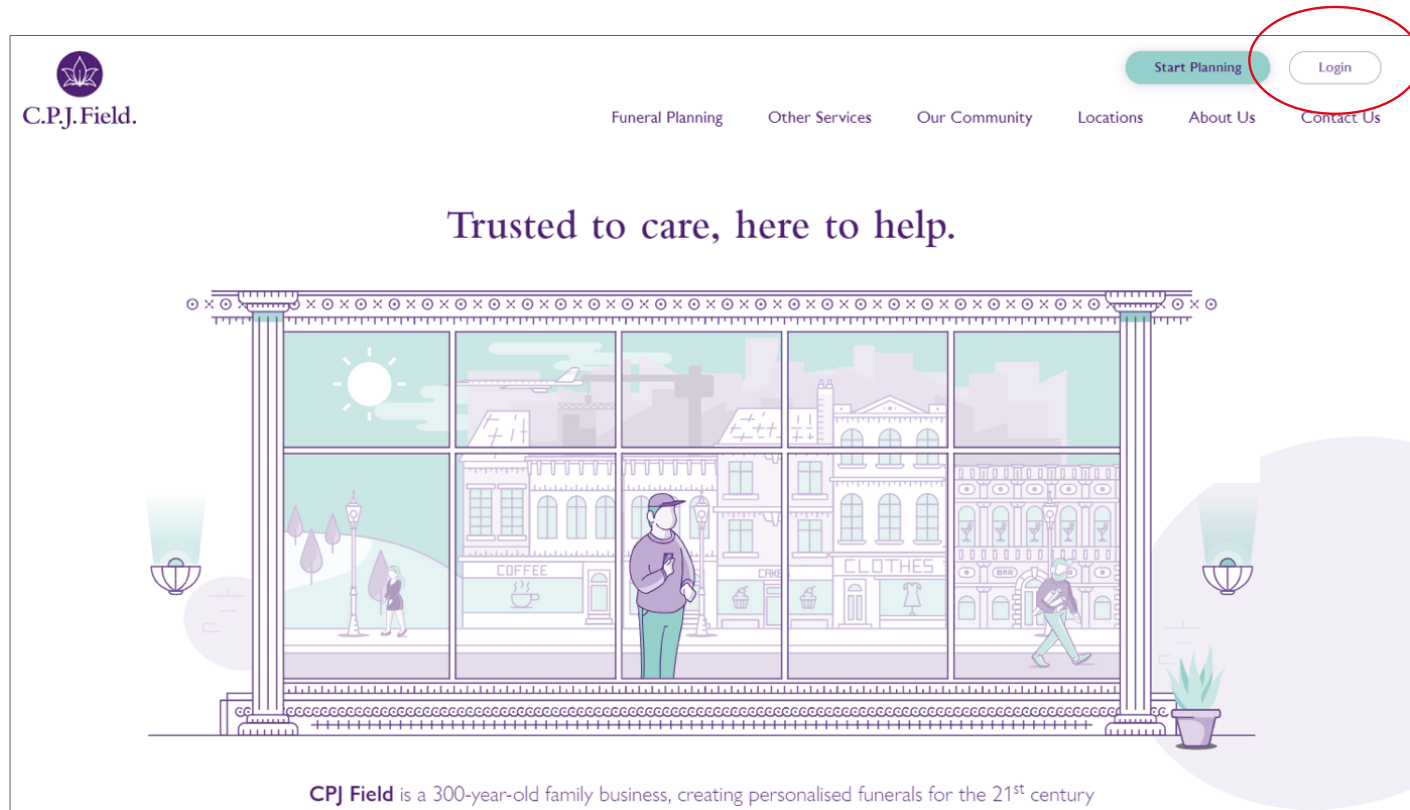 Start Planning
Login
C.P.J. Field.
Funeral Planning Other Services Our Community Locations About Us Contact Us
Trusted to care, here to help.
COFFEE
CAKE
CLOTHES
BAR
CPJ Field is a 300-year-old family business, creating personalised funerals for the 21st century